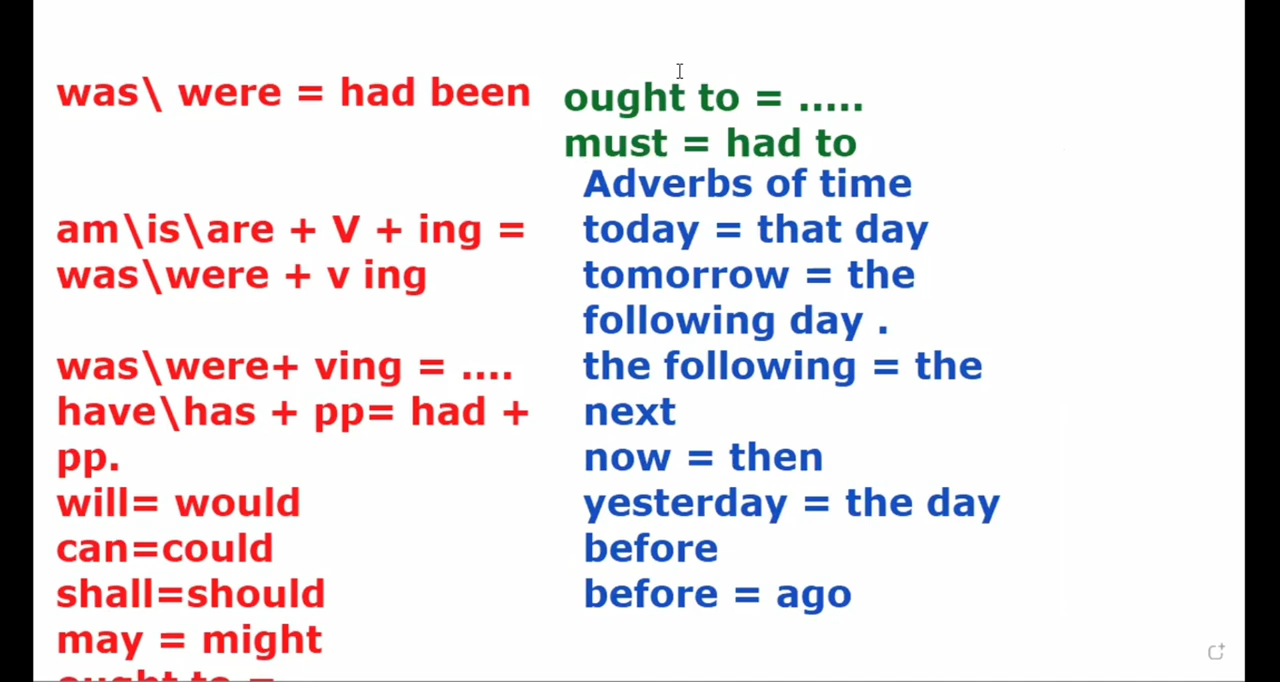 was\ were = had been
am\is\are + V + ing =
was\were + v ing
was\were+ ving = ....
have\has + pp= had +
pp.
will= would
can=could
shall=should
may = might
ought to =
ought to = .....
must = had to
Adverbs of time
today = that day
tomorrow = the
following day .
the following = the
next
now = then
yesterday = the day
before
before = ago